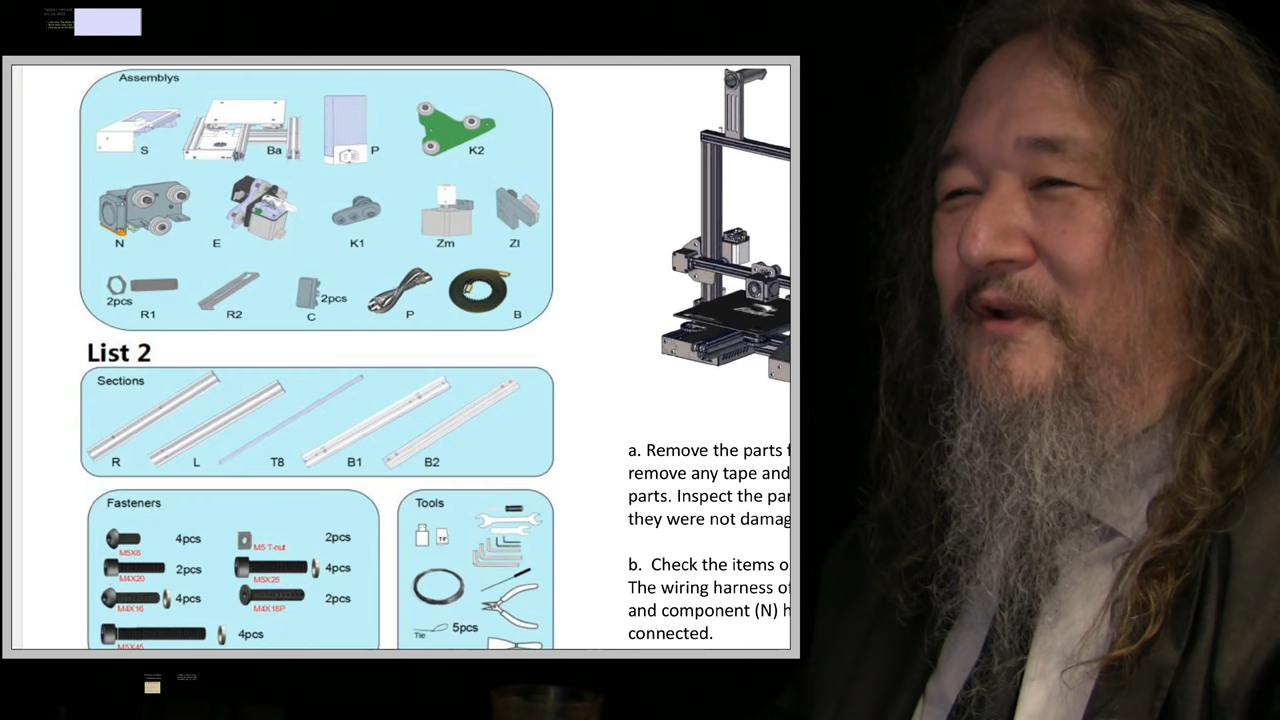 Assemblys
S
Ba
P
K2
N
E
K1
Zm
Zl
2pcs
R1
R2
C
2pcs
P
B
List 2
Sections
R
L
T8
B1
B2
Fasteners
M5X8
4pcs
M5 T-nut
2pcs
M4X20
2pcs
M5X25
4pcs
M4X16
4pcs
M4X18P
2pcs
M5X45
4pcs
Tools
TF
Tie
5pcs
a. Remove the parts f
remove any tape and
parts. Inspect the par
they were not damag
b. Check the items o
The wiring harness of
and component (N) h
connected.